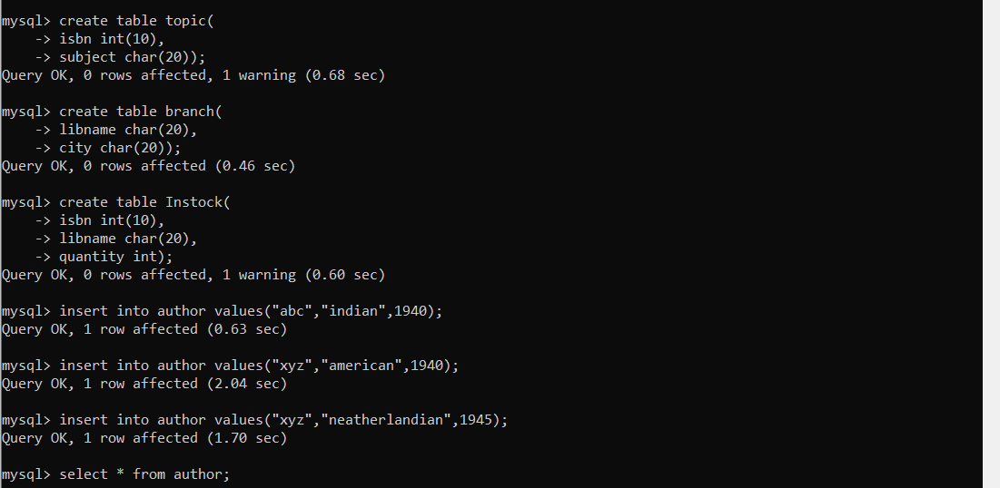 mysql> create table topic(
    -> isbn int(10),
    -> subject char(20));
Query OK, 0 rows affected, 1 warning (0.68 sec)
mysql> create table branch(
    -> libname char(20),
    -> city char(20));
Query OK, 0 rows affected (0.46 sec)
mysql> create table Instock(
    -> isbn int(10),
    -> libname char(20),
    -> quantity int);
Query OK, 0 rows affected, 1 warning (0.60 sec)
mysql> insert into author values("abc","indian",1940);
Query OK, 1 row affected (0.63 sec)
mysql> insert into author values("xyz","american",1940);
Query OK, 1 row affected (2.04 sec)
mysql> insert into author values("xyz","neatherlandian",1945);
Query OK, 1 row affected (1.70 sec)
mysql> select * from author;